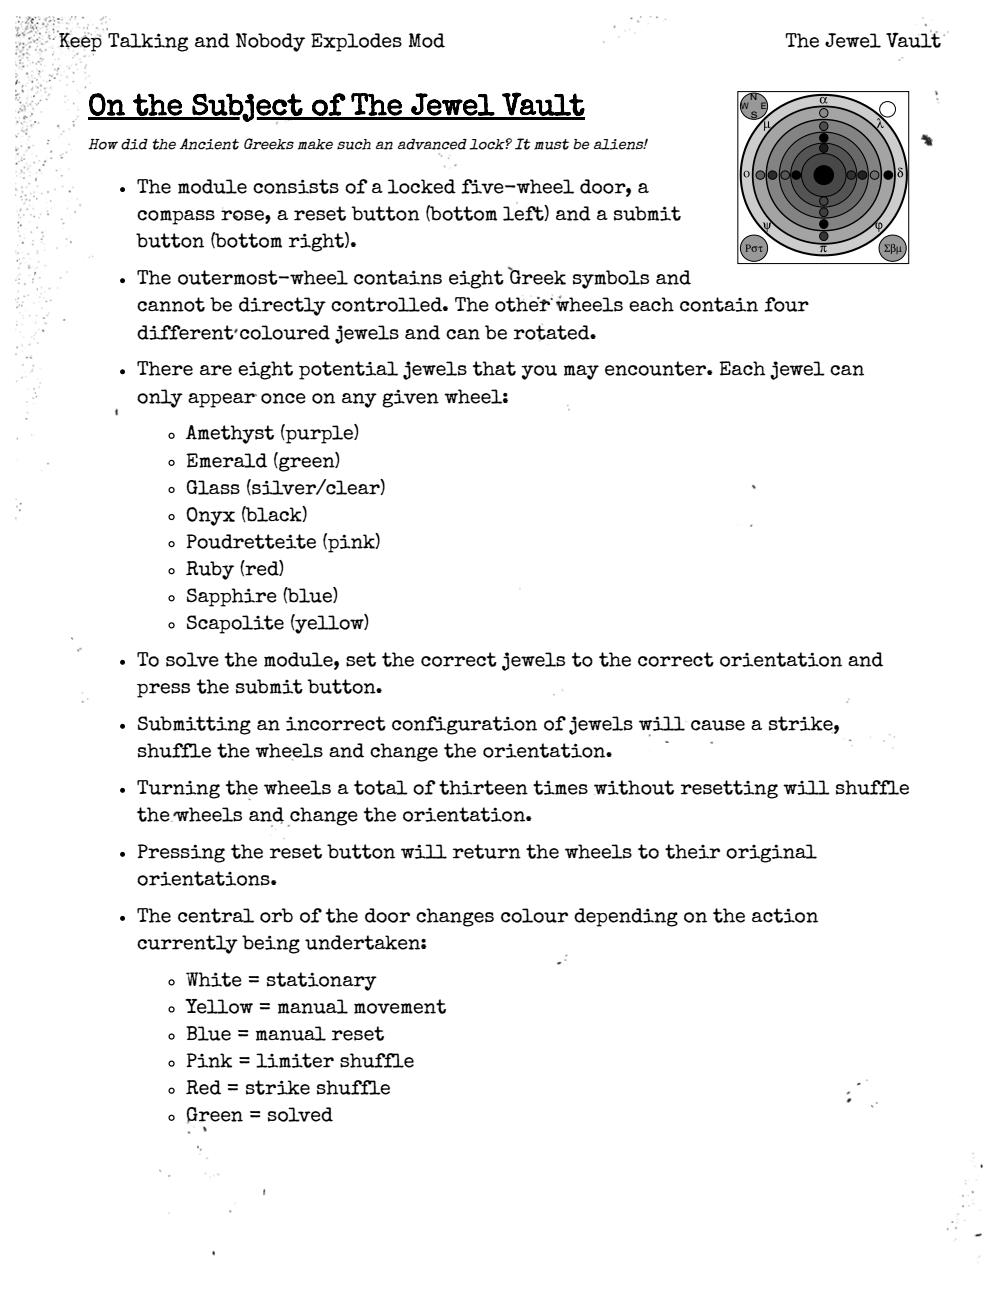 Keep Talking and Nobody Explodes Mod
The Jewel Vault
On the Subject of The Jewel Vault
How did the Ancient Greeks make such an advanced lock? It must be aliens!
N
W E
S
α
λ
δ
φ
π
ψ
ο
μ
Ρστ
Σβμ
• The module consists of a locked five-wheel door, a
compass rose, a reset button (bottom left) and a submit
button (bottom right).
• The outermost-wheel contains eight Greek symbols and
cannot be directly controlled. The other wheels each contain four
different coloured jewels and can be rotated.
• There are eight potential jewels that you may encounter. Each jewel can
only appear once on any given wheel:
◦ Amethyst (purple)
◦ Emerald (green)
◦ Glass (silver/clear)
◦ Onyx (black)
◦ Poudretteite (pink)
◦ Ruby (red)
◦ Sapphire (blue)
◦ Scapolite (yellow)
• To solve the module, set the correct jewels to the correct orientation and
press the submit button.
• Submitting an incorrect configuration of jewels will cause a strike,
shuffle the wheels and change the orientation.
• Turning the wheels a total of thirteen times without resetting will shuffle
the wheels and change the orientation.
• Pressing the reset button will return the wheels to their original
orientations.
• The central orb of the door changes colour depending on the action
currently being undertaken:
◦ White = stationary
◦ Yellow = manual movement
◦ Blue = manual reset
◦ Pink = limiter shuffle
◦ Red = strike shuffle
◦ Green = solved